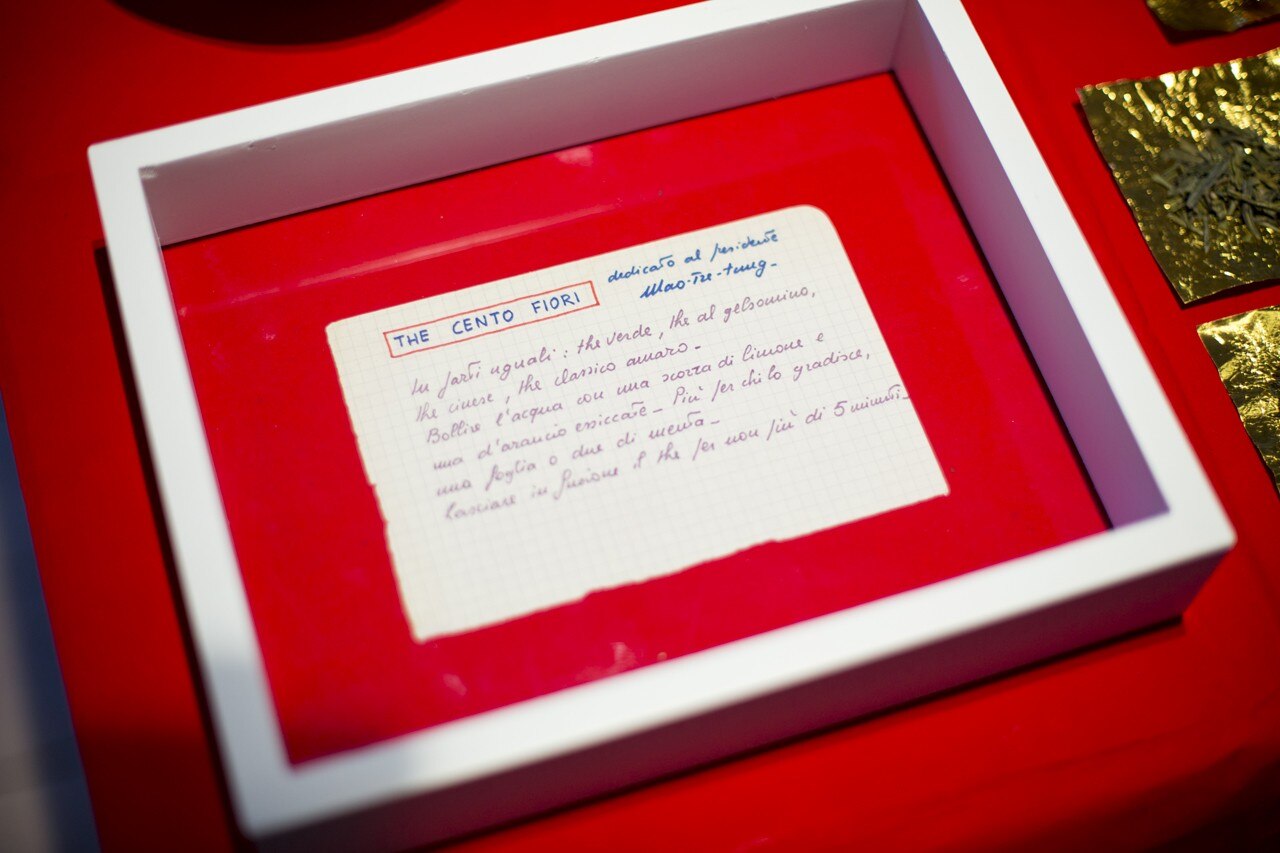 THE CENTO FIORI
dedicato al presidente
Mao-Tze-tung-
In parti uguali: the verde, the al gelsomino,
the cinese, the classico amaro-
Bollire l'acqua con una scorza di limone e
una d'arancio essiccate- Più per chi lo gradisce,
una foglia o due di menta-
Lasciare in fusione il the per non più di 5 minuti-